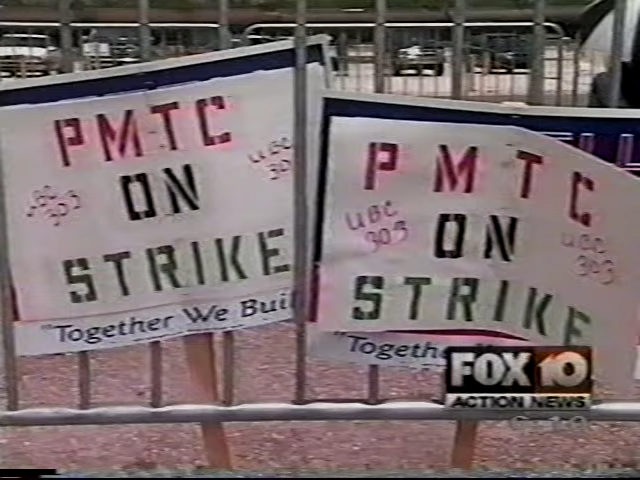 PMTC
ON
STRIKE
UBC
303
UBC
303
"Together We Buil
PMTC
ON
STRIKE
UBC
303
UBC
303
"Togeth
FOX 10
ACTION NEWS